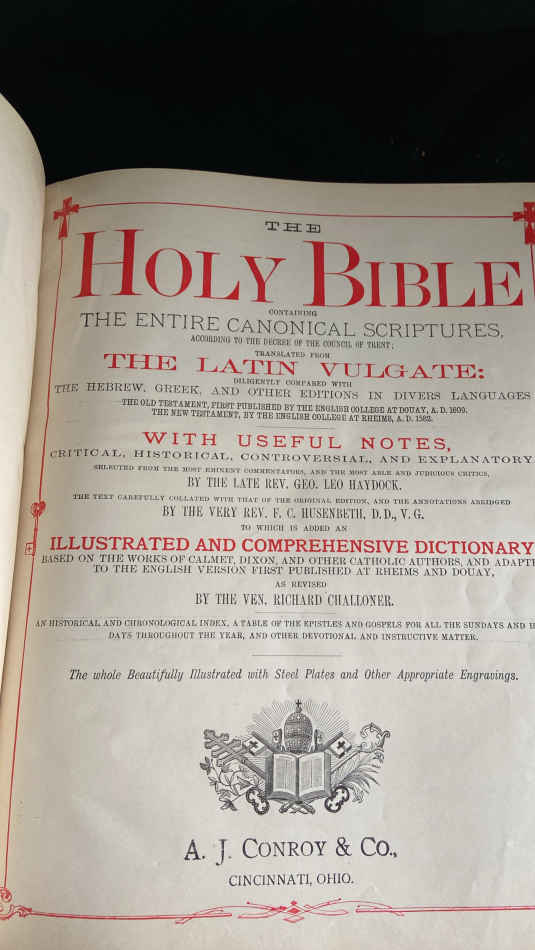 THE
HOLY BIBLE
CONTAINING
THE ENTIRE CANONICAL SCRIPTURES,
ACCORDING TO THE DECREE OF THE COUNCIL OF TRENT;
TRANSLATED FROM
THE LATIN VULGATE:
DILIGENTLY COMPARED WITH
THE HEBREW, GREEK, AND OTHER EDITIONS IN DIVERS LANGUAGES
THE OLD TESTAMENT, FIRST PUBLISHED BY THE ENGLISH COLLEGE AT DOUAY, A. D. 1609.
THE NEW TESTAMENT, BY THE ENGLISH COLLEGE AT RHEIMS, A. D. 1582.
WITH USEFUL NOTES,
CRITICAL, HISTORICAL, CONTROVERSIAL, AND EXPLANATORY
SELECTED FROM THE MOST EMINENT COMMENTATORS, AND THE MOST ABLE AND JUDICIOUS CRITICS,
BY THE LATE REV. GEO. LEO HAYDOCK.
THE TEXT CAREFULLY COLLATED WITH THAT OF THE ORIGINAL EDITION, AND THE ANNOTATIONS ABRIDGED
BY THE VERY REV. F. C. HUSENBETH, D.D., V. G.
TO WHICH IS ADDED AN
ILLUSTRATED AND COMPREHENSIVE DICTIONARY
BASED ON THE WORKS OF CALMET, DIXON, AND OTHER CATHOLIC AUTHORS, AND ADAPTE
TO THE ENGLISH VERSION FIRST PUBLISHED AT RHEIMS AND DOUAY,
AS REVISED
BY THE VEN. RICHARD CHALLONER.
AN HISTORICAL AND CHRONOLOGICAL INDEX, A TABLE OF THE EPISTLES AND GOSPELS FOR ALL THE SUNDAYS AND H
DAYS THROUGHOUT THE YEAR, AND OTHER DEVOTIONAL AND INSTRUCTIVE MATTER.
The whole Beautifully Illustrated with Steel Plates and Other Appropriate Engravings.
A. J. CONROY & CO.,
CINCINNATI, OHIO.